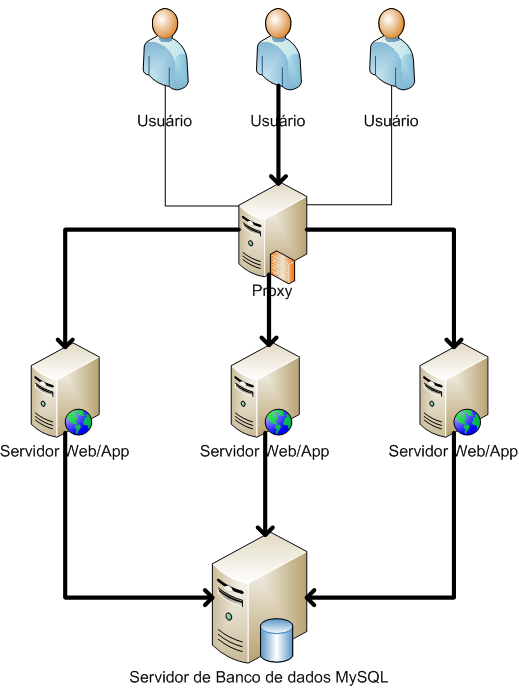 Usuário Usuário Usuário
Proxy
Servidor Web/App Servidor Web/App Servidor Web/App
Servidor de Banco de dados MySQL